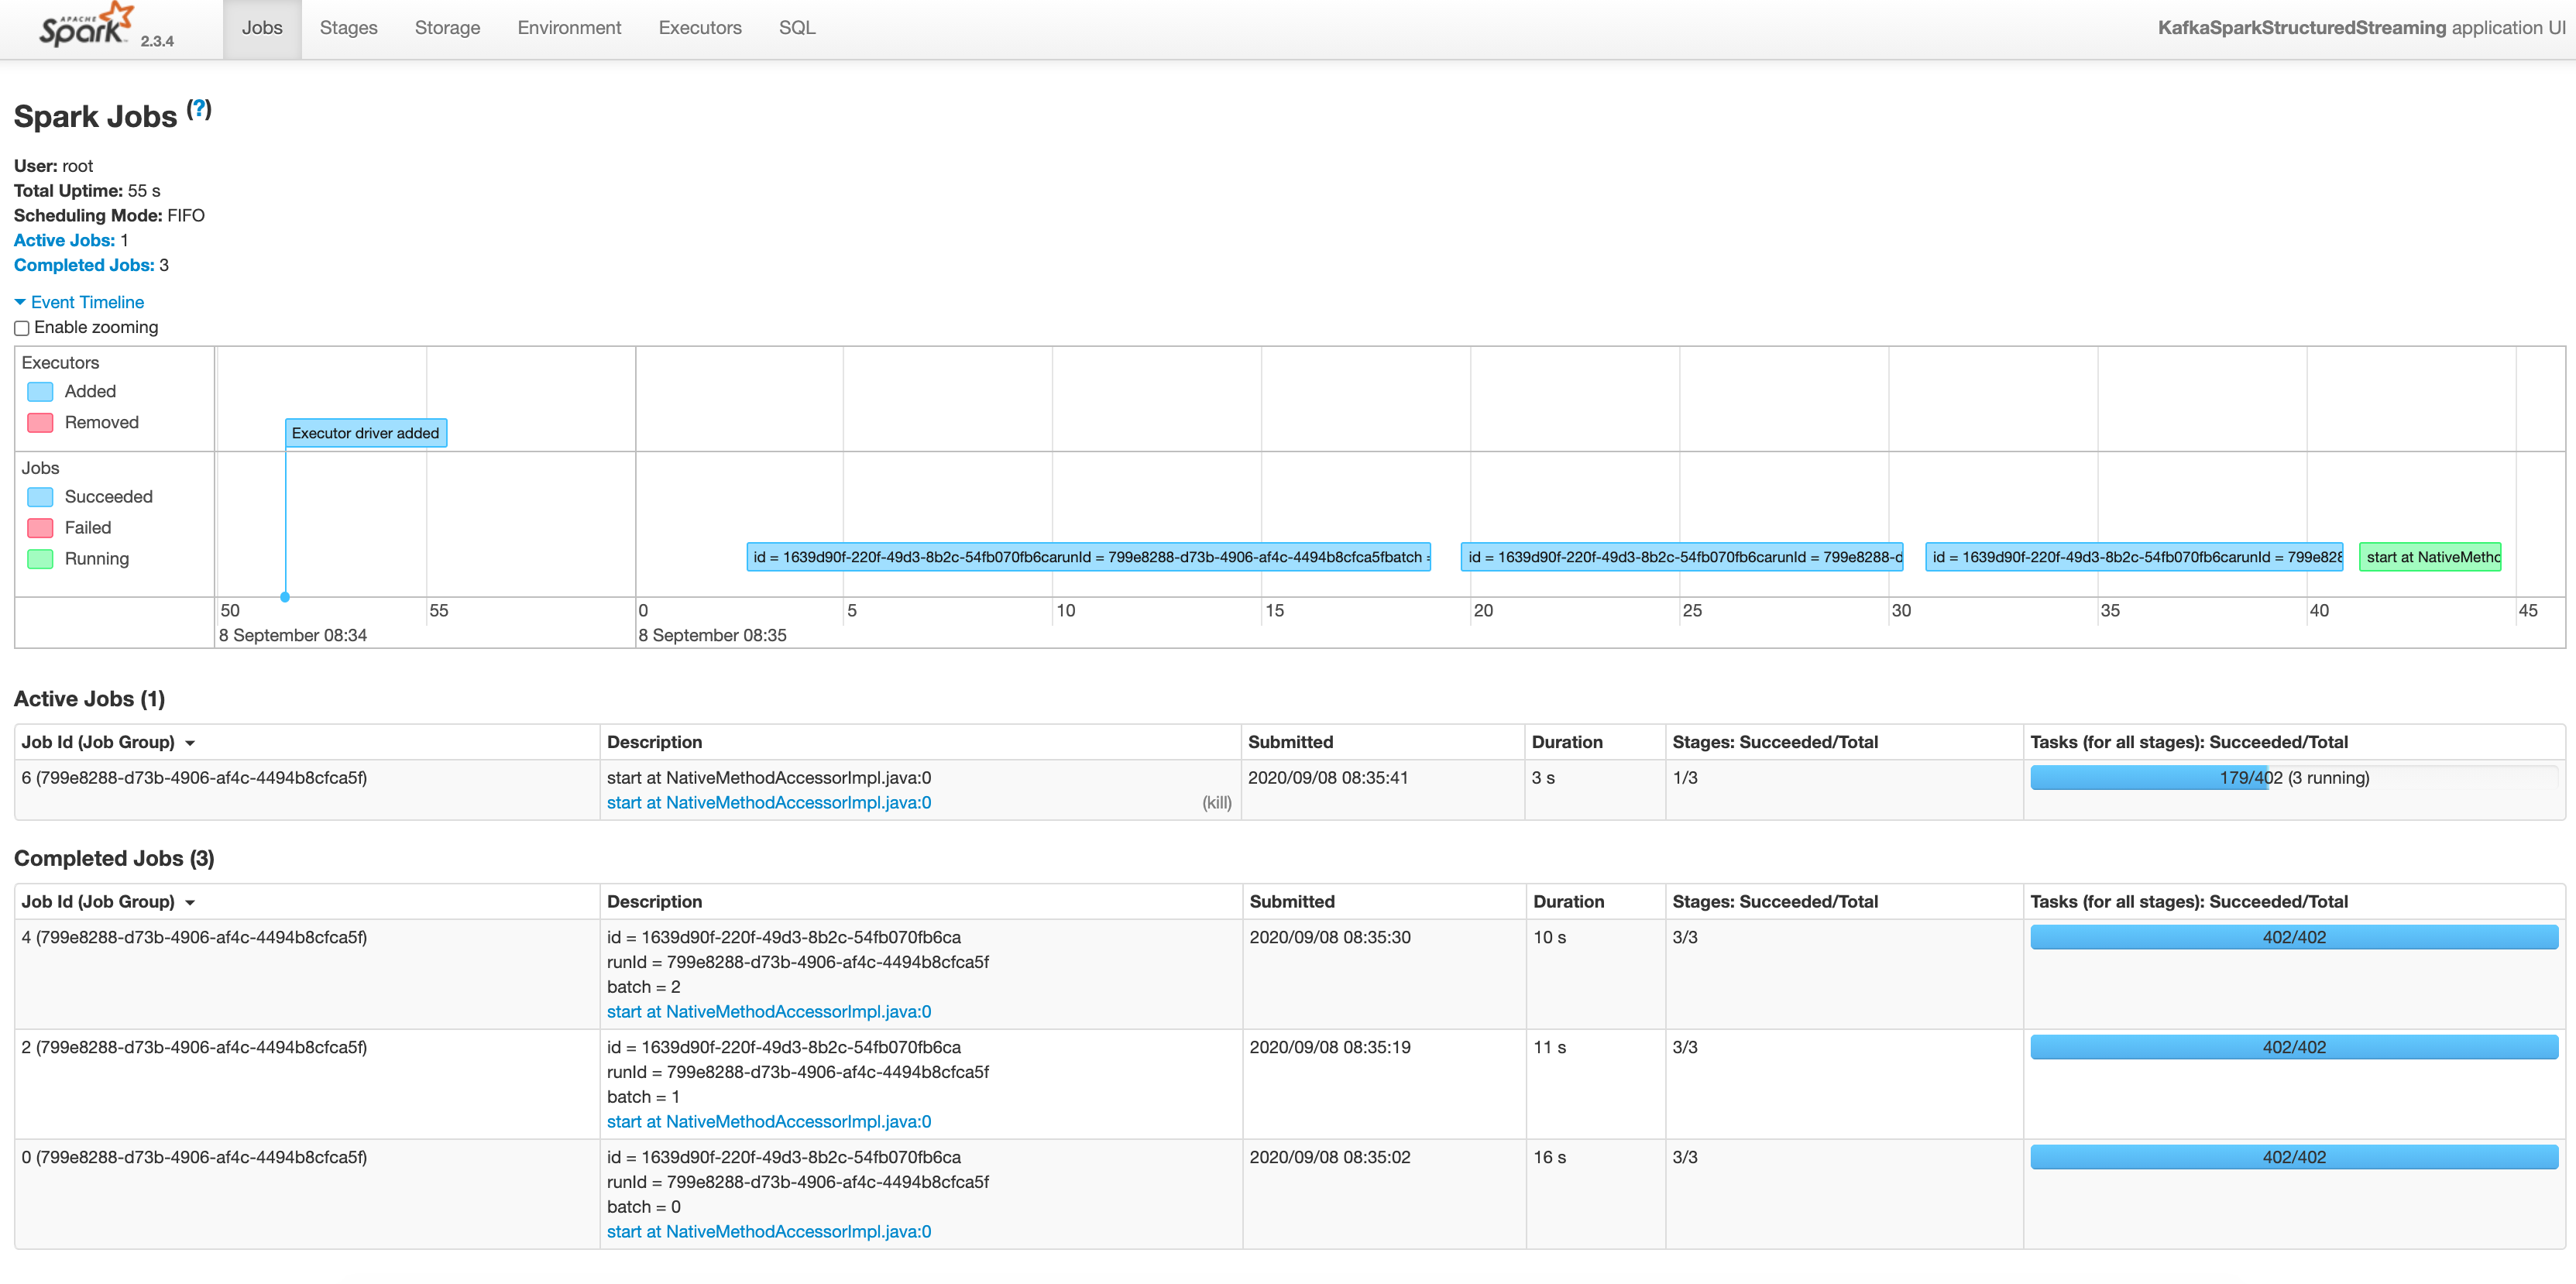 APACHE
Spark 2.3.4
Jobs Stages Storage Environment Executors SQL KafkaSparkStructuredStreaming application UI
Spark Jobs (?)
User: root
Total Uptime: 55 s
Scheduling Mode: FIFO
Active Jobs: 1
Completed Jobs: 3
Event Timeline
Enable zooming
Executors
Added
Removed
Executor driver added
Jobs
Succeeded
Failed
Running
id = 1639d90f-220f-49d3-8b2c-54fb070fb6carunId = 799e8288-d73b-4906-af4c-4494b8cfca5fbatch = id = 1639d90f-220f-49d3-8b2c-54fb070fb6carunId = 799e8288-d id = 1639d90f-220f-49d3-8b2c-54fb070fb6carunId = 799e828 start at NativeMetho
50 55 0 5 10 15 20 25 30 35 40 45
8 September 08:34 8 September 08:35
Active Jobs (1)
Job Id (Job Group) Description Submitted Duration Stages: Succeeded/Total Tasks (for all stages): Succeeded/Total
6 (799e8288-d73b-4906-af4c-4494b8cfca5f) start at NativeMethodAccessorImpl.java:0 2020/09/08 08:35:41 3 s 1/3 179/402 (3 running)
start at NativeMethodAccessorImpl.java:0 (kill)
Completed Jobs (3)
Job Id (Job Group) Description Submitted Duration Stages: Succeeded/Total Tasks (for all stages): Succeeded/Total
4 (799e8288-d73b-4906-af4c-4494b8cfca5f) id = 1639d90f-220f-49d3-8b2c-54fb070fb6ca 2020/09/08 08:35:30 10 s 3/3 402/402
runId = 799e8288-d73b-4906-af4c-4494b8cfca5f
batch = 2
start at NativeMethodAccessorImpl.java:0
2 (799e8288-d73b-4906-af4c-4494b8cfca5f) id = 1639d90f-220f-49d3-8b2c-54fb070fb6ca 2020/09/08 08:35:19 11 s 3/3 402/402
runId = 799e8288-d73b-4906-af4c-4494b8cfca5f
batch = 1
start at NativeMethodAccessorImpl.java:0
0 (799e8288-d73b-4906-af4c-4494b8cfca5f) id = 1639d90f-220f-49d3-8b2c-54fb070fb6ca 2020/09/08 08:35:02 16 s 3/3 402/402
runId = 799e8288-d73b-4906-af4c-4494b8cfca5f
batch = 0
start at NativeMethodAccessorImpl.java:0